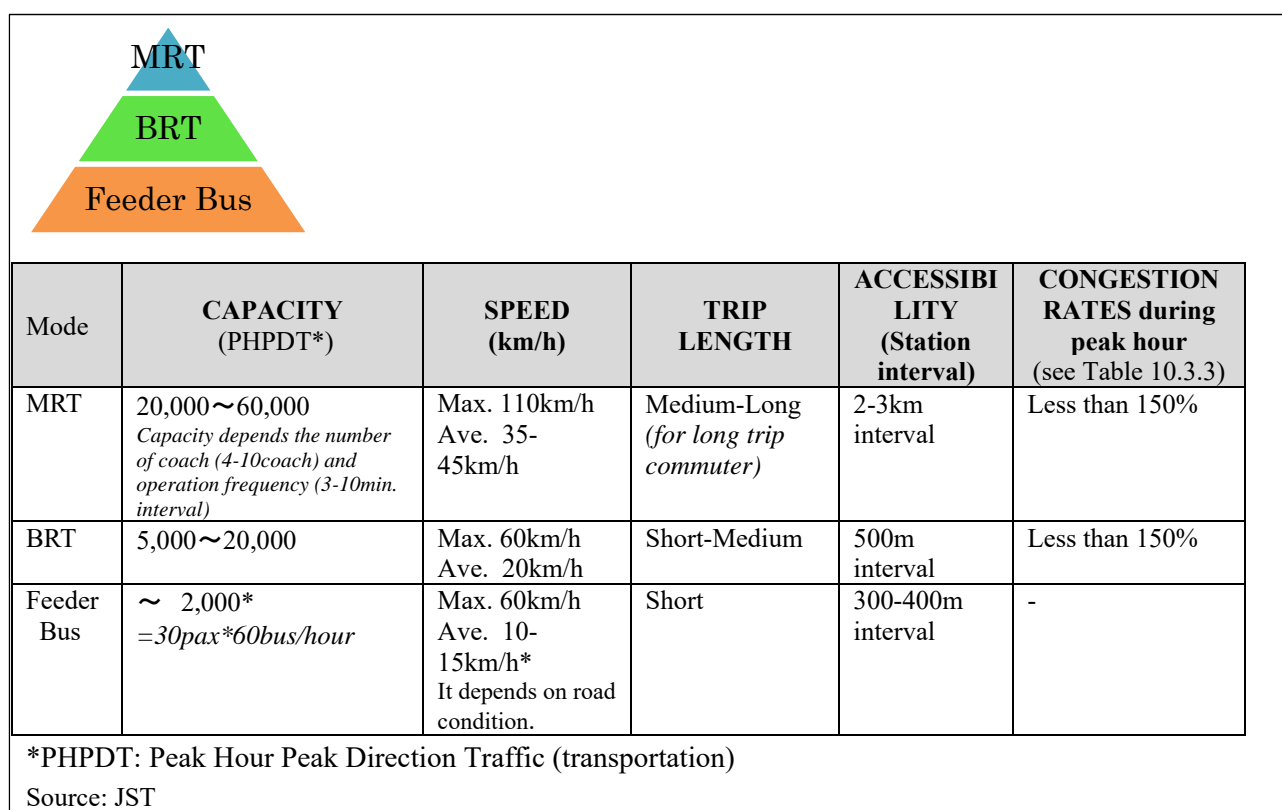 MRT
BRT
Feeder Bus
Mode
CAPACITY
(PHPDT*)
SPEED
(km/h)
TRIP
LENGTH
ACCESSIBI
LITY
(Station
interval)
CONGESTION
RATES during
peak hour
(see Table 10.3.3)
MRT
20,000~60,000
Capacity depends the number
of coach (4-10coach) and
operation frequency (3-10min.
interval)
Max. 110km/h
Ave. 35-
45km/h
Medium-Long
(for long trip
commuter)
2-3km
interval
Less than 150%
BRT
5,000~20,000
Max. 60km/h
Ave. 20km/h
Short-Medium
500m
interval
Less than 150%
Feeder
Bus
~ 2,000*
=30pax*60bus/hour
Max. 60km/h
Ave. 10-
15km/h*
It depends on road
condition.
Short
300-400m
interval
-
*PHPDT: Peak Hour Peak Direction Traffic (transportation)
Source: JST